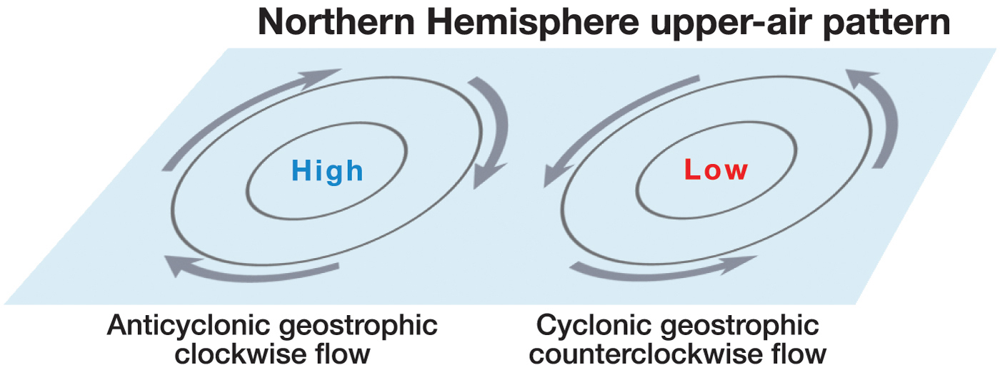 Northern Hemisphere upper-air pattern
High
Low
Anticyclonic geostrophic
clockwise flow
Cyclonic geostrophic
counterclockwise flow